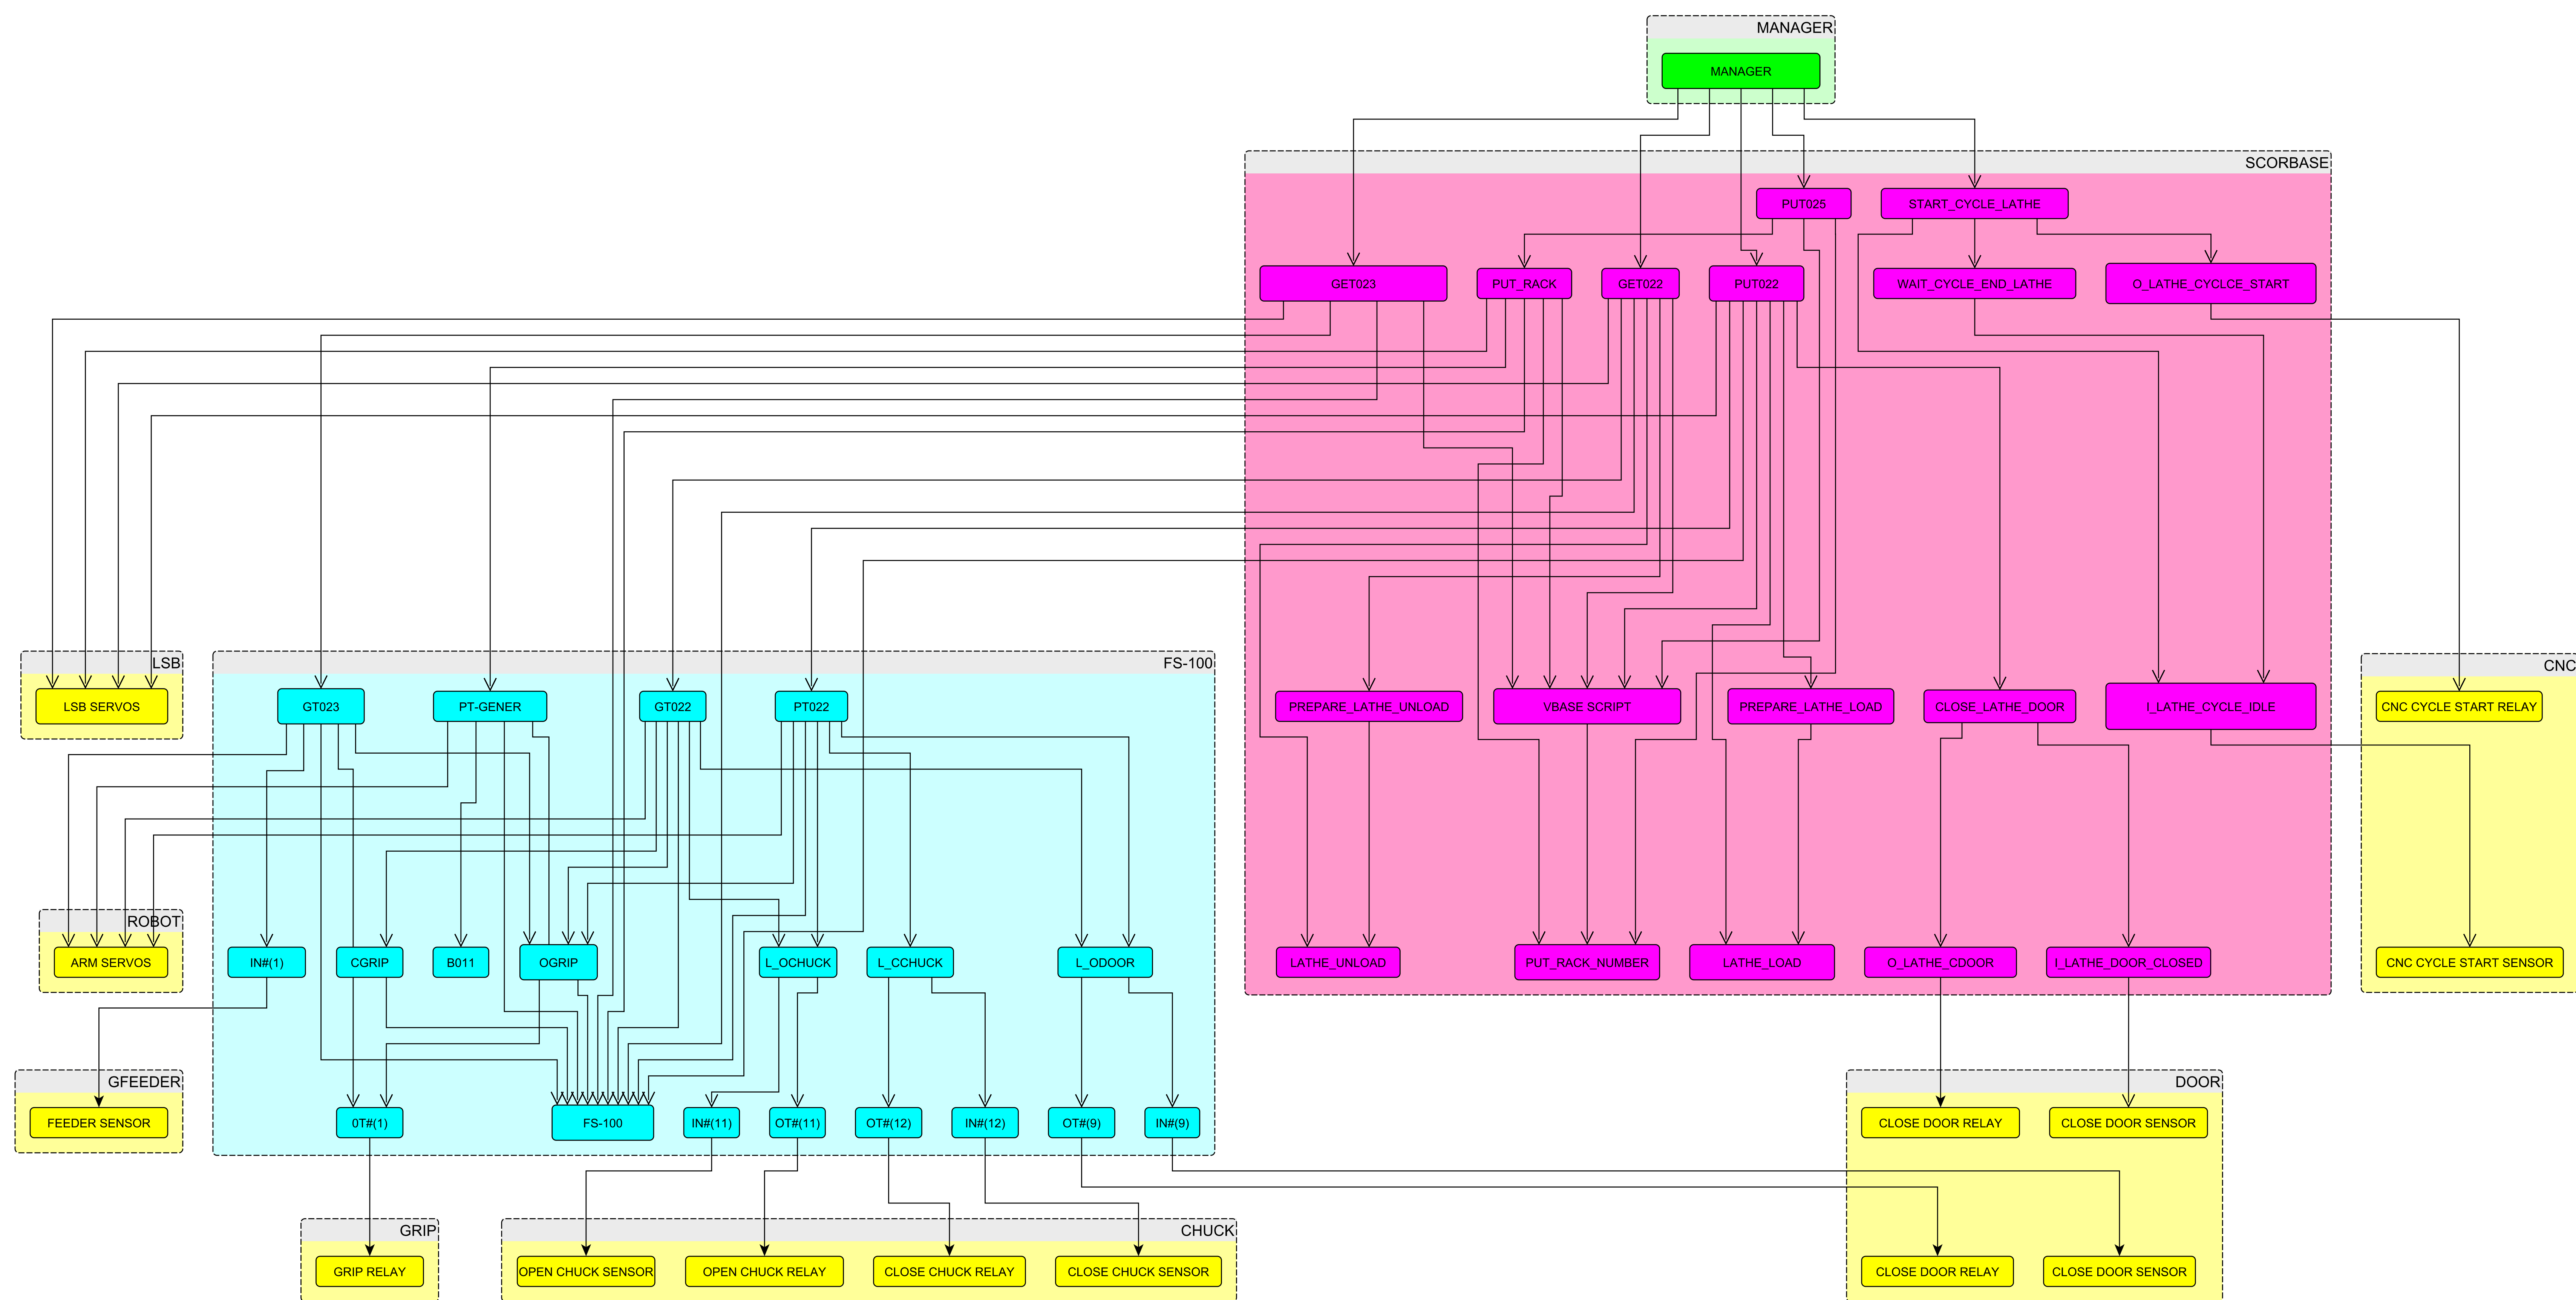 MANAGER
MANAGER
SCORBASE
PUT025
START_CYCLE_LATHE
GET023
PUT_RACK
GET022
PUT022
WAIT_CYCLE_END_LATHE
O_LATHE_CYCLCE_START
LSB
FS-100
CNC
LSB SERVOS
GT023
PT-GENER
GT022
PT022
PREPARE_LATHE_UNLOAD
VBASE SCRIPT
PREPARE_LATHE_LOAD
CLOSE_LATHE_DOOR
I_LATHE_CYCLE_IDLE
CNC CYCLE START RELAY
ROBOT
ARM SERVOS
IN#(1)
CGRIP
B011
OGRIP
L_OCHUCK
L_CCHUCK
L_ODOOR
LATHE_UNLOAD
PUT_RACK_NUMBER
LATHE_LOAD
O_LATHE_CDOOR
I_LATHE_DOOR_CLOSED
CNC CYCLE START SENSOR
GFEEDER
DOOR
FEEDER SENSOR
0T#(1)
FS-100
IN#(11)
OT#(11)
OT#(12)
IN#(12)
OT#(9)
IN#(9)
CLOSE DOOR RELAY
CLOSE DOOR SENSOR
GRIP
CHUCK
GRIP RELAY
OPEN CHUCK SENSOR
OPEN CHUCK RELAY
CLOSE CHUCK RELAY
CLOSE CHUCK SENSOR
CLOSE DOOR RELAY
CLOSE DOOR SENSOR